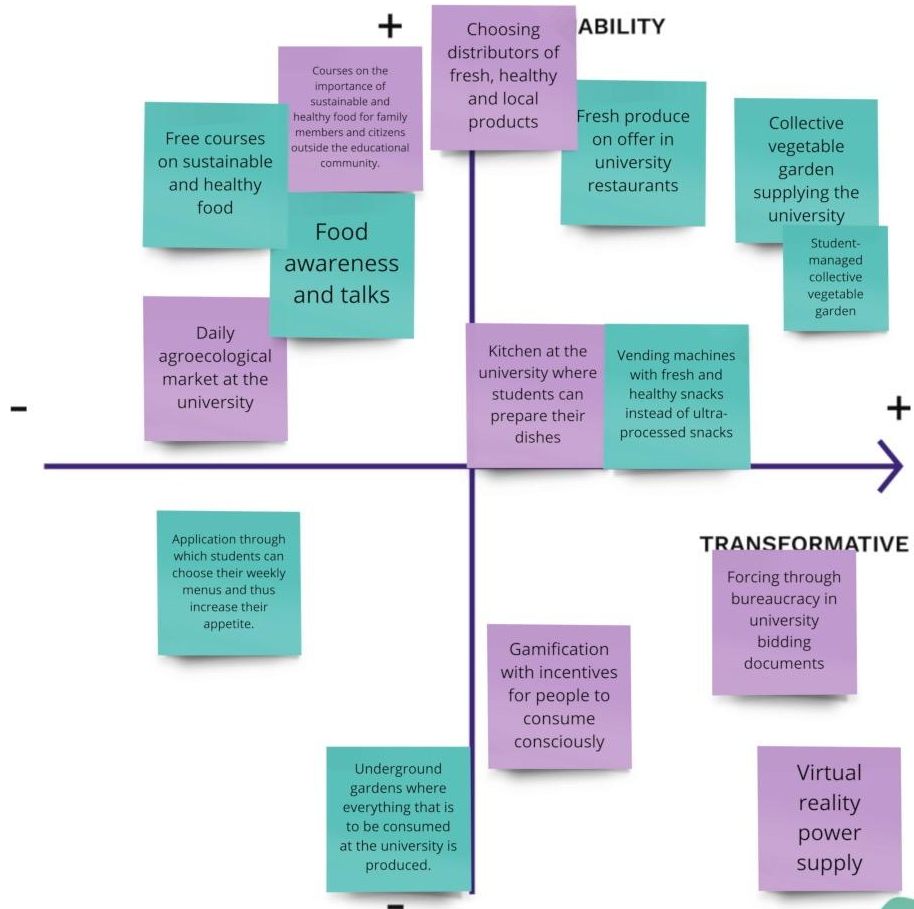 +
ABILITY
Choosing
distributors of
fresh, healthy
and local
products
Courses on the
importance of
sustainable and
healthy food for family
members and citizens
outside the educational
community.
Free courses
on sustainable
and healthy
food
Fresh produce
on offer in
university
restaurants
Collective
vegetable
garden
supplying the
university
Student-
managed
collective
vegetable
garden
Food
awareness
and talks
Daily
agroecological
market at the
university
Kitchen at the
university where
students can
prepare their
dishes
Vending machines
with fresh and
healthy snacks
instead of ultra-
processed snacks
-
+
TRANSFORMATIVE
Application through
which students can
choose their weekly
menus and thus
increase their
appetite.
Forcing through
bureaucracy in
university
bidding
documents
Gamification
with incentives
for people to
consume
consciously
Underground
gardens where
everything that is
to be consumed
at the university is
produced.
Virtual
reality
power
supply
-